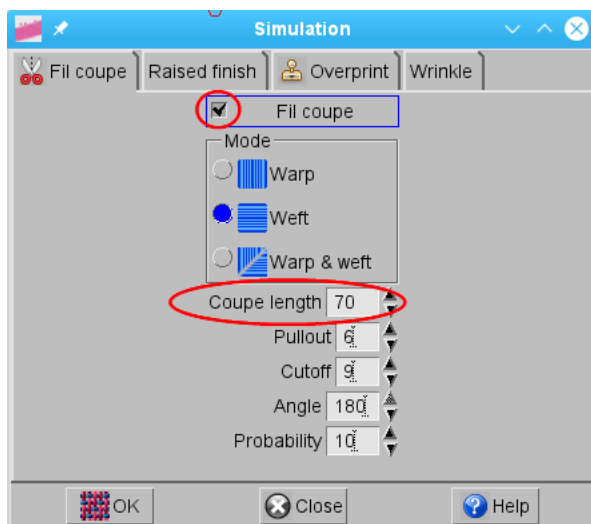 Simulation
Fil coupe Raised finish Overprint Wrinkle
Fil coupe
Mode
Warp
Weft
Warp & weft
Coupe length 70
Pullout 6
Cutoff 9
Angle 180
Probability 10
OK Close Help